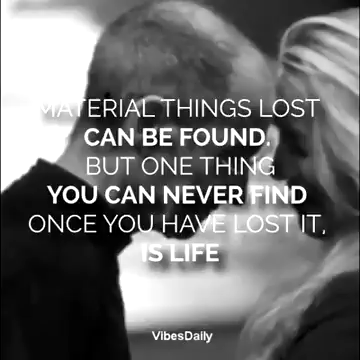 MATERIAL THINGS LOST
CAN BE FOUND.
BUT ONE THING
YOU CAN NEVER FIND
ONCE YOU HAVE LOST IT,
IS LIFE
VibesDaily